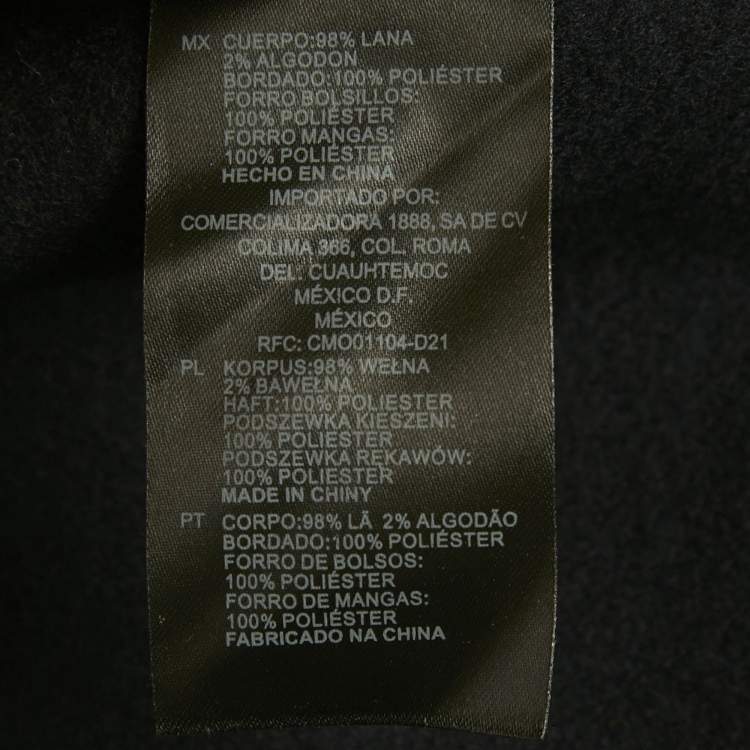 MX CUERPO:98% LANA
2% ALGODON
BORDADO:100% POLIÉSTER
FORRO BOLSILLOS:
100% POLIÉSTER
FORRO MANGAS:
100% POLIÉSTER
HECHO EN CHINA
IMPORTADO POR:
COMERCIALIZADORA 1888, SA DE CV
COLIMA 366, COL. ROMA
DEL: CUAUHTEMOC
MÉXICO D.F.
MÉXICO
RFC: CMO01104-D21
PL KORPUS:98% WEŁNA
2% BAWEŁNA
HAFT:100% POLIESTER
PODSZEWKA KIESZENI:
100% POLIESTER
PODSZEWKA RĘKAWÓW:
100% POLIESTER
MADE IN CHINY
PT CORPO:98% LÃ 2% ALGODÃO
BORDADO:100% POLIÉSTER
FORRO DE BOLSOS:
100% POLIÉSTER
FORRO DE MANGAS:
100% POLIÉSTER
FABRICADO NA CHINA